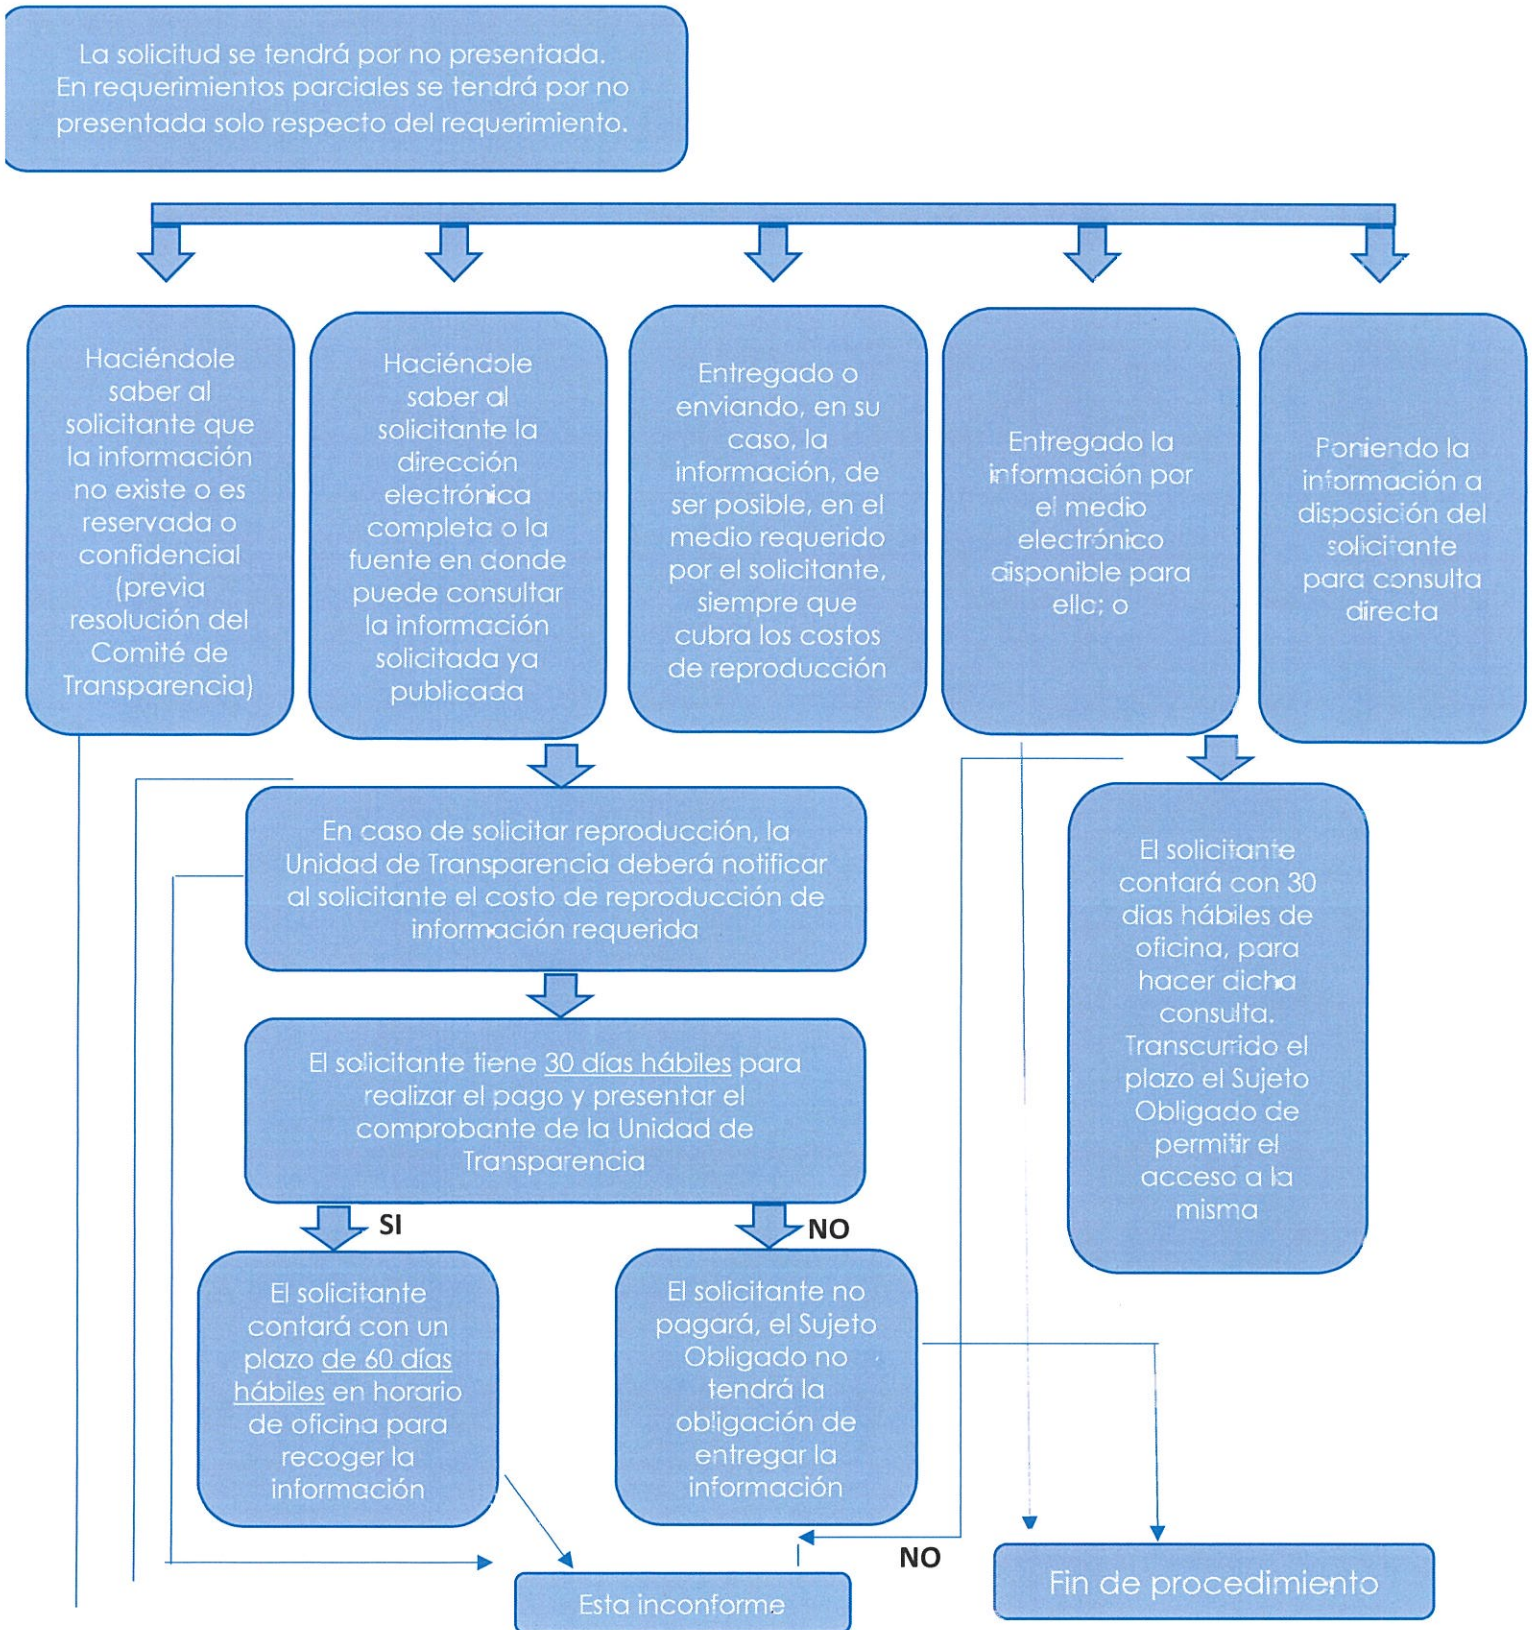 La solicitud se tendrá por no presentada.
En requerimientos parciales se tendrá por no
presentada solo respecto del requerimiento.
Haciéndole
saber al
solicitante que
la información
no existe o es
reservada o
confidencial
(previa
resolución del
Comité de
Transparencia)
Haciéndole
saber al
solicitante la
dirección
electrónica
completa o la
fuente en donde
puede consultar
la información
solicitada ya
publicada
Entregado o
enviando, en su
caso, la
información, de
ser posible, en el
medio requerido
por el solicitante,
siempre que
cubra los costos
de reproducción
Entregado la
información por
el medio
electrónico
disponible para
ello; o
Poniendo la
información a
disposición del
solicitante
para consulta
directa
En caso de solicitar reproducción, la
Unidad de Transparencia deberá notificar
al solicitante el costo de reproducción de
información requerida
El solicitante tiene 30 días hábiles para
realizar el pago y presentar el
comprobante de la Unidad de
Transparencia
SI
NO
El solicitante
contará con un
plazo de 60 días
hábiles en horario
de oficina para
recoger la
información
El solicitante no
pagará, el Sujeto
Obligado no
tendrá la
obligación de
entregar la
información
El solicitante
contará con 30
dias hábiles de
oficina, para
hacer dicha
consulta.
Transcurrido el
plazo el Sujeto
Obligado de
permitir el
acceso a la
misma
NO
Esta inconforme
Fin de procedimiento